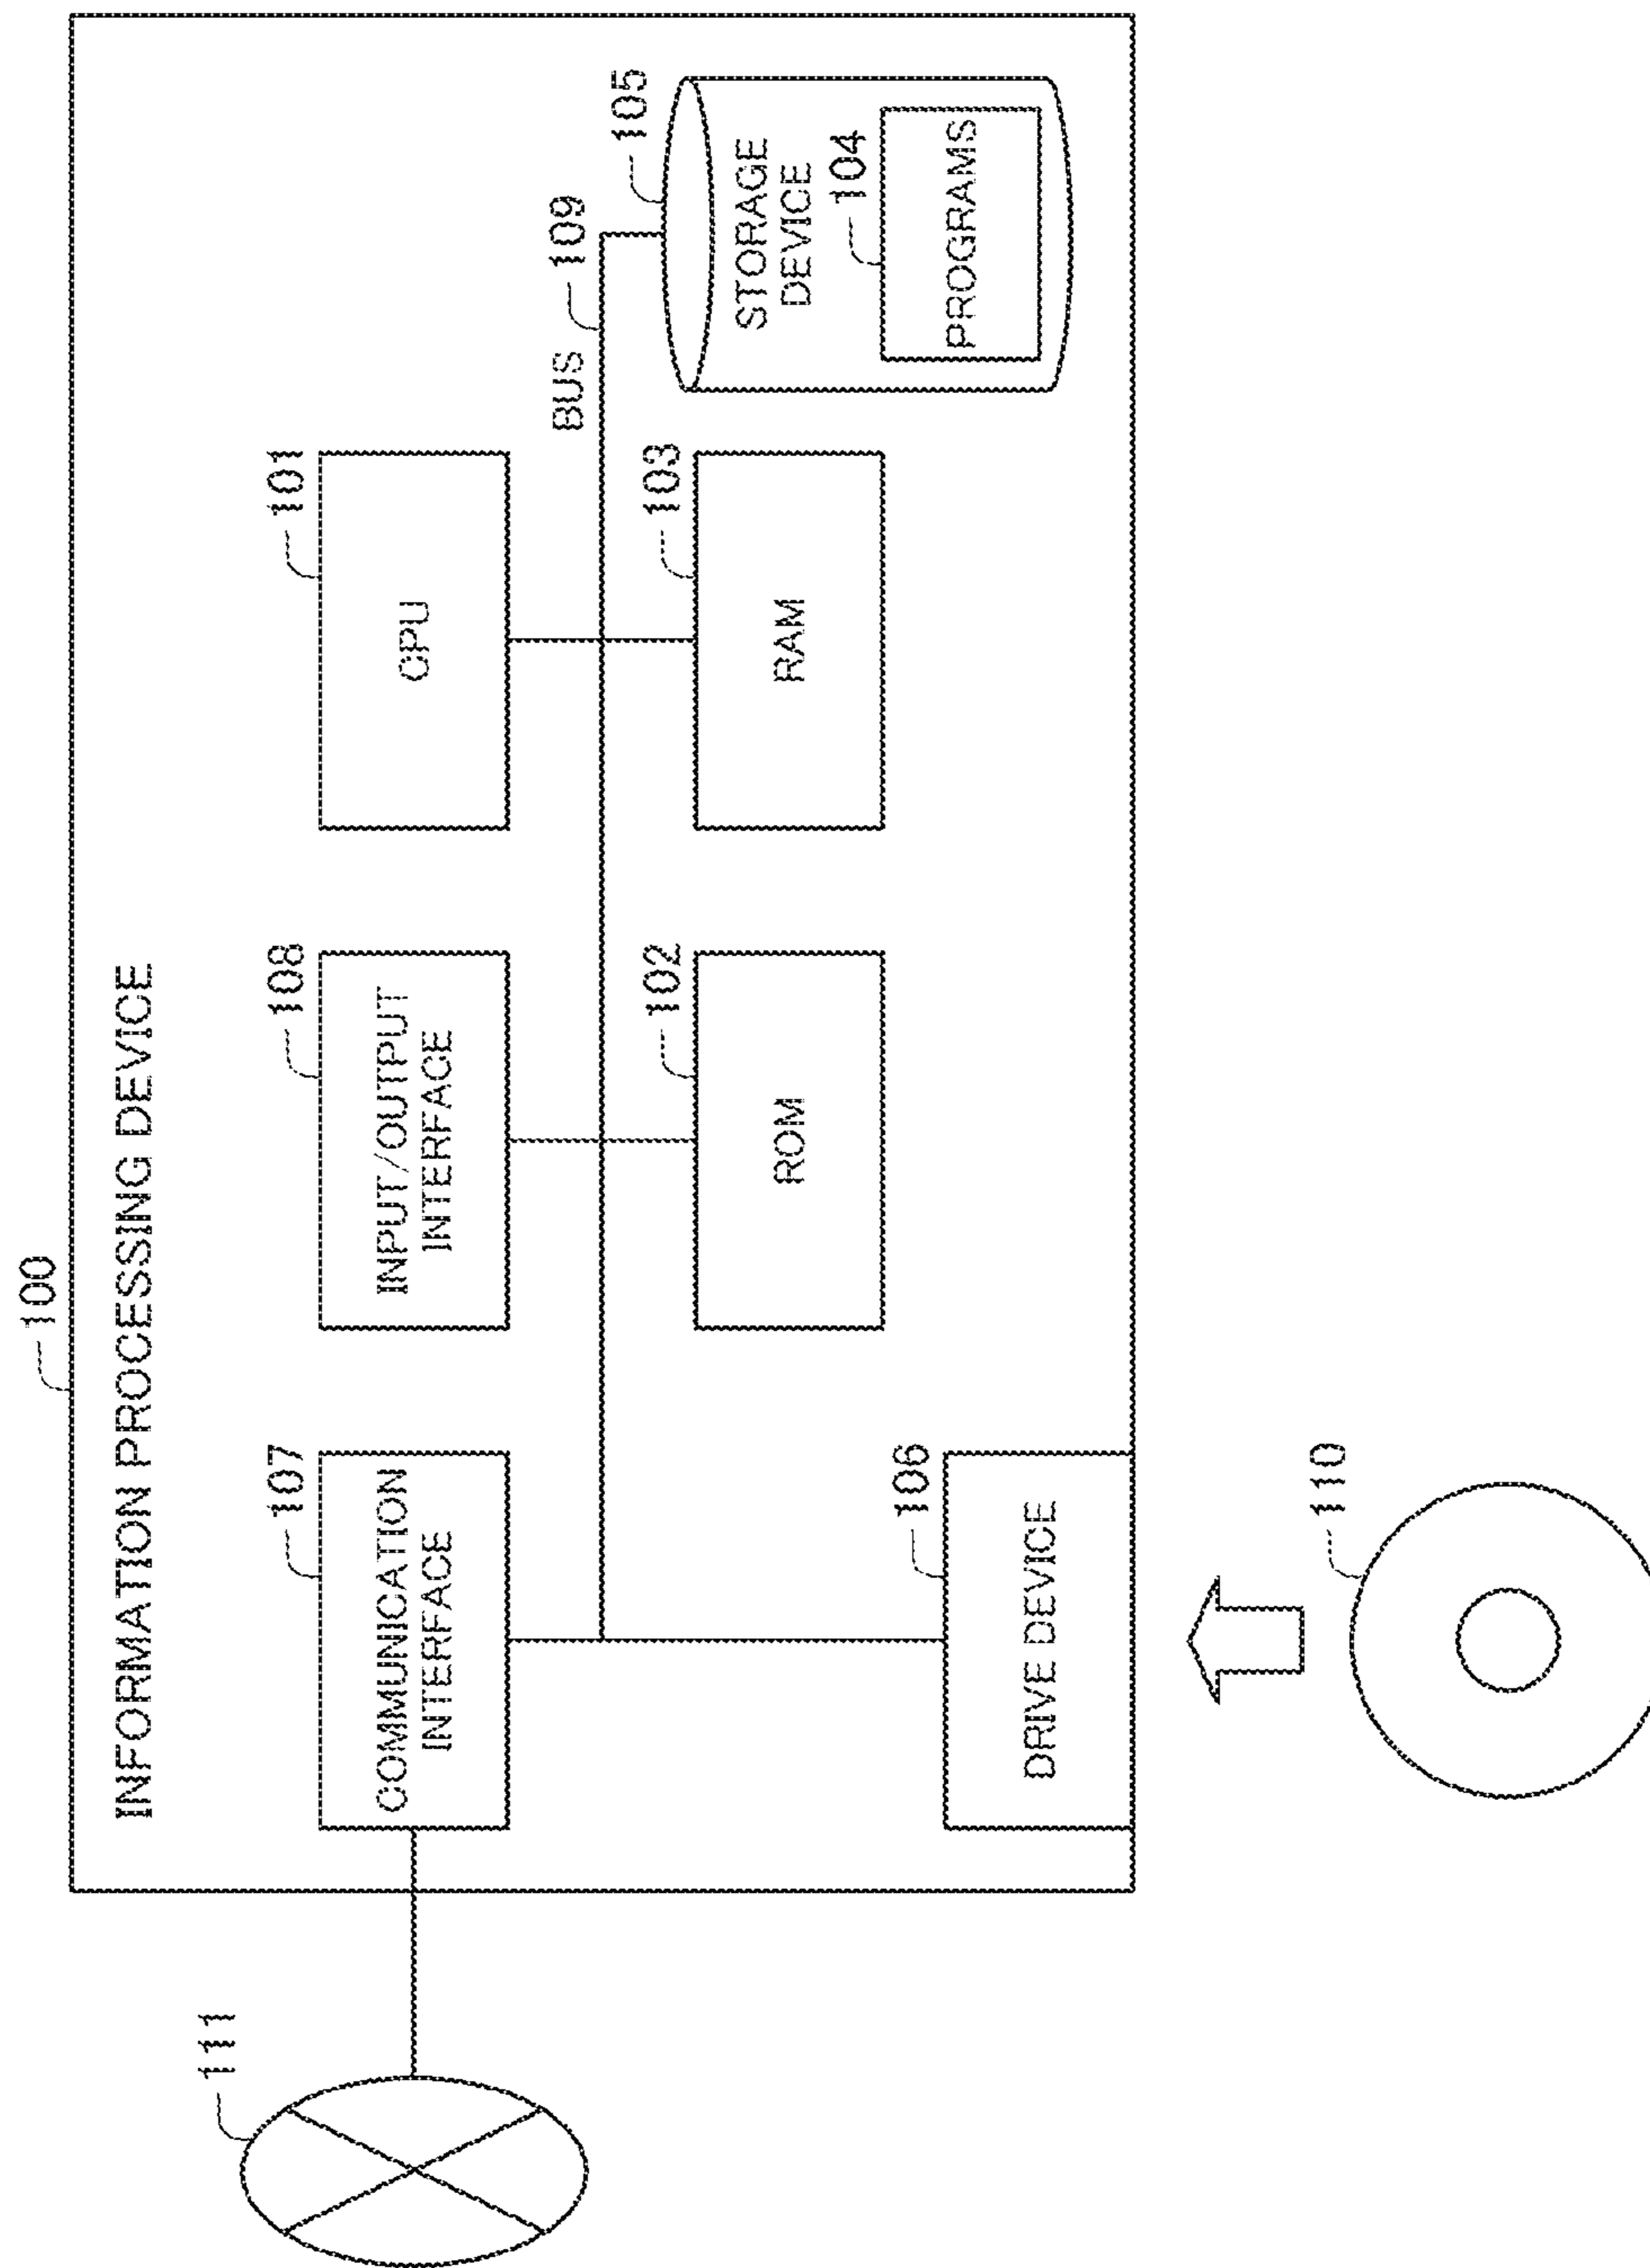 100
INFORMATION PROCESSING DEVICE
111
107
COMMUNICATION
INTERFACE
108
INPUT/OUTPUT
INTERFACE
101
CPU
BUS
109
102
ROM
103
RAM
105
STORAGE
DEVICE
104
PROGRAMS
106
DRIVE DEVICE
110